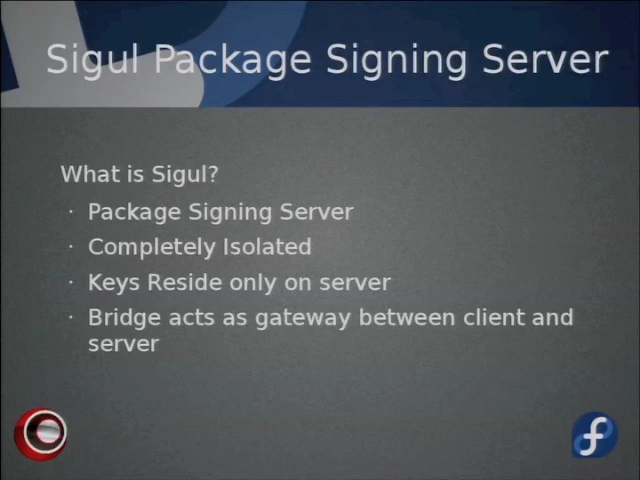 Sigul Package Signing Server
What is Sigul?
· Package Signing Server
· Completely Isolated
· Keys Reside only on server
· Bridge acts as gateway between client and
server